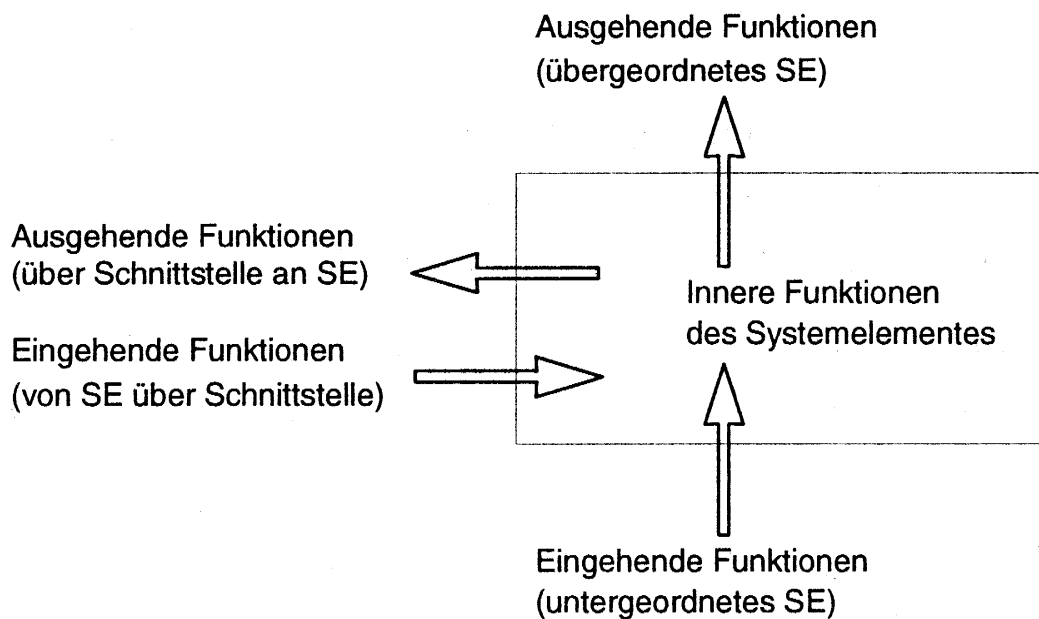 Ausgehende Funktionen
(übergeordnetes SE)
Ausgehende Funktionen
(über Schnittstelle an SE)
Innere Funktionen
des Systemelementes
Eingehende Funktionen
(von SE über Schnittstelle)
Eingehende Funktionen
(untergeordnetes SE)